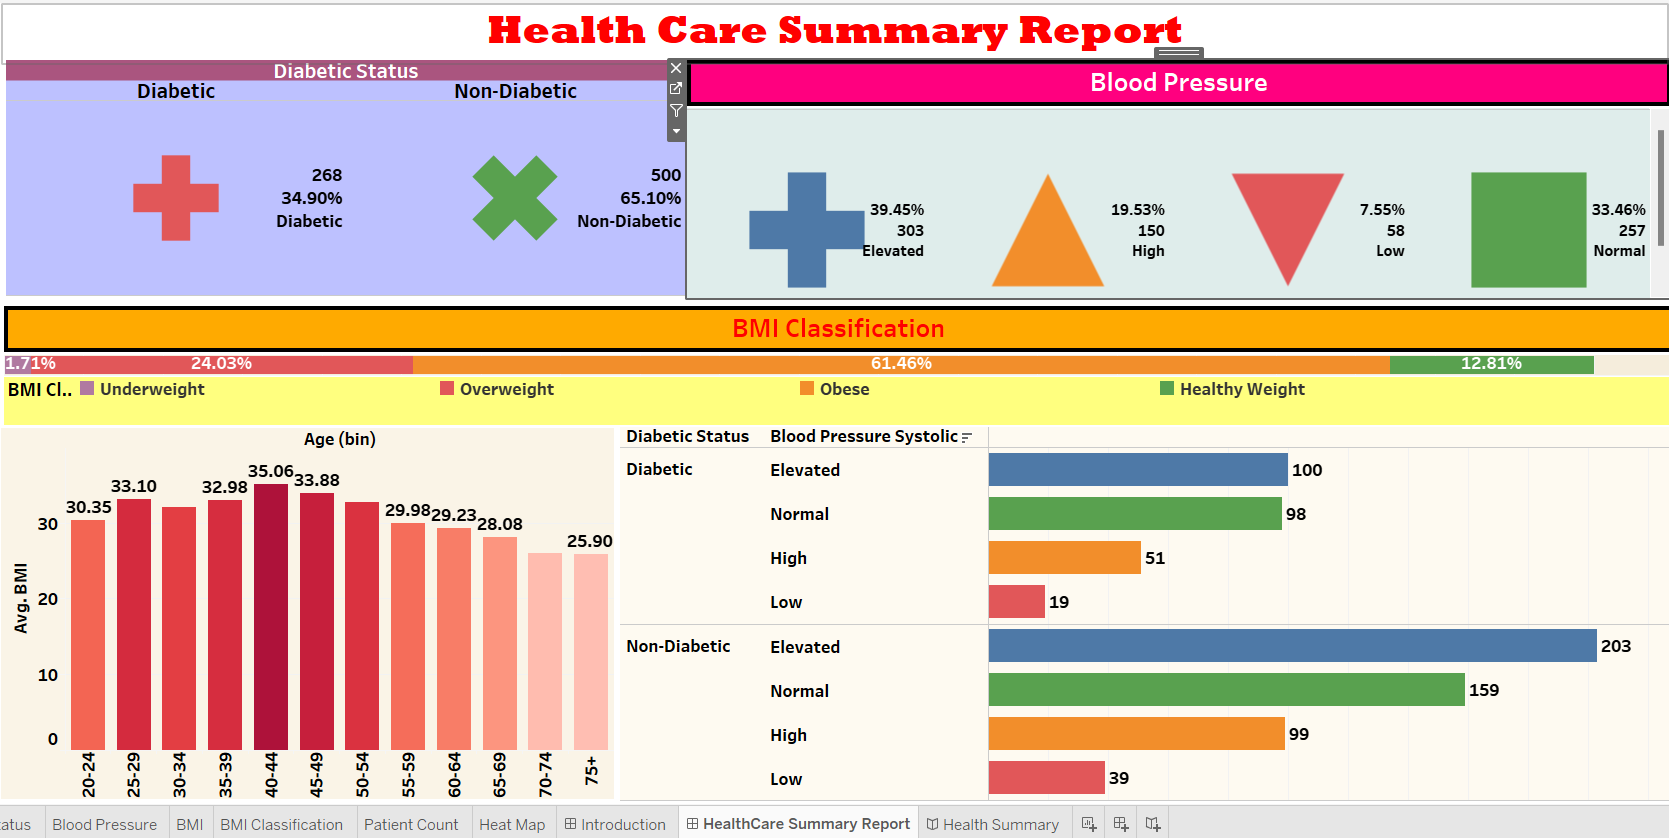 Health Care Summary Report
Diabetic Status
Diabetic Non-Diabetic
268
34.90%
Diabetic
500
65.10%
Non-Diabetic
Blood Pressure
39.45%
303
Elevated
19.53%
150
High
7.55%
58
Low
33.46%
257
Normal
BMI Classification
1.71% 24.03% 61.46% 12.81%
BMI Cl.. Underweight Overweight Obese Healthy Weight
Age (bin)
Avg. BMI
30
20
10
0
30.35 33.10 32.98 35.06 33.88 29.98 29.23 28.08 25.90
20-24 25-29 30-34 35-39 40-44 45-49 50-54 55-59 60-64 65-69 70-74 75+
Diabetic Status Blood Pressure Systolic
Diabetic Elevated 100
Normal 98
High 51
Low 19
Non-Diabetic Elevated 203
Normal 159
High 99
Low 39
atus Blood Pressure BMI BMI Classification Patient Count Heat Map Introduction HealthCare Summary Report Health Summary